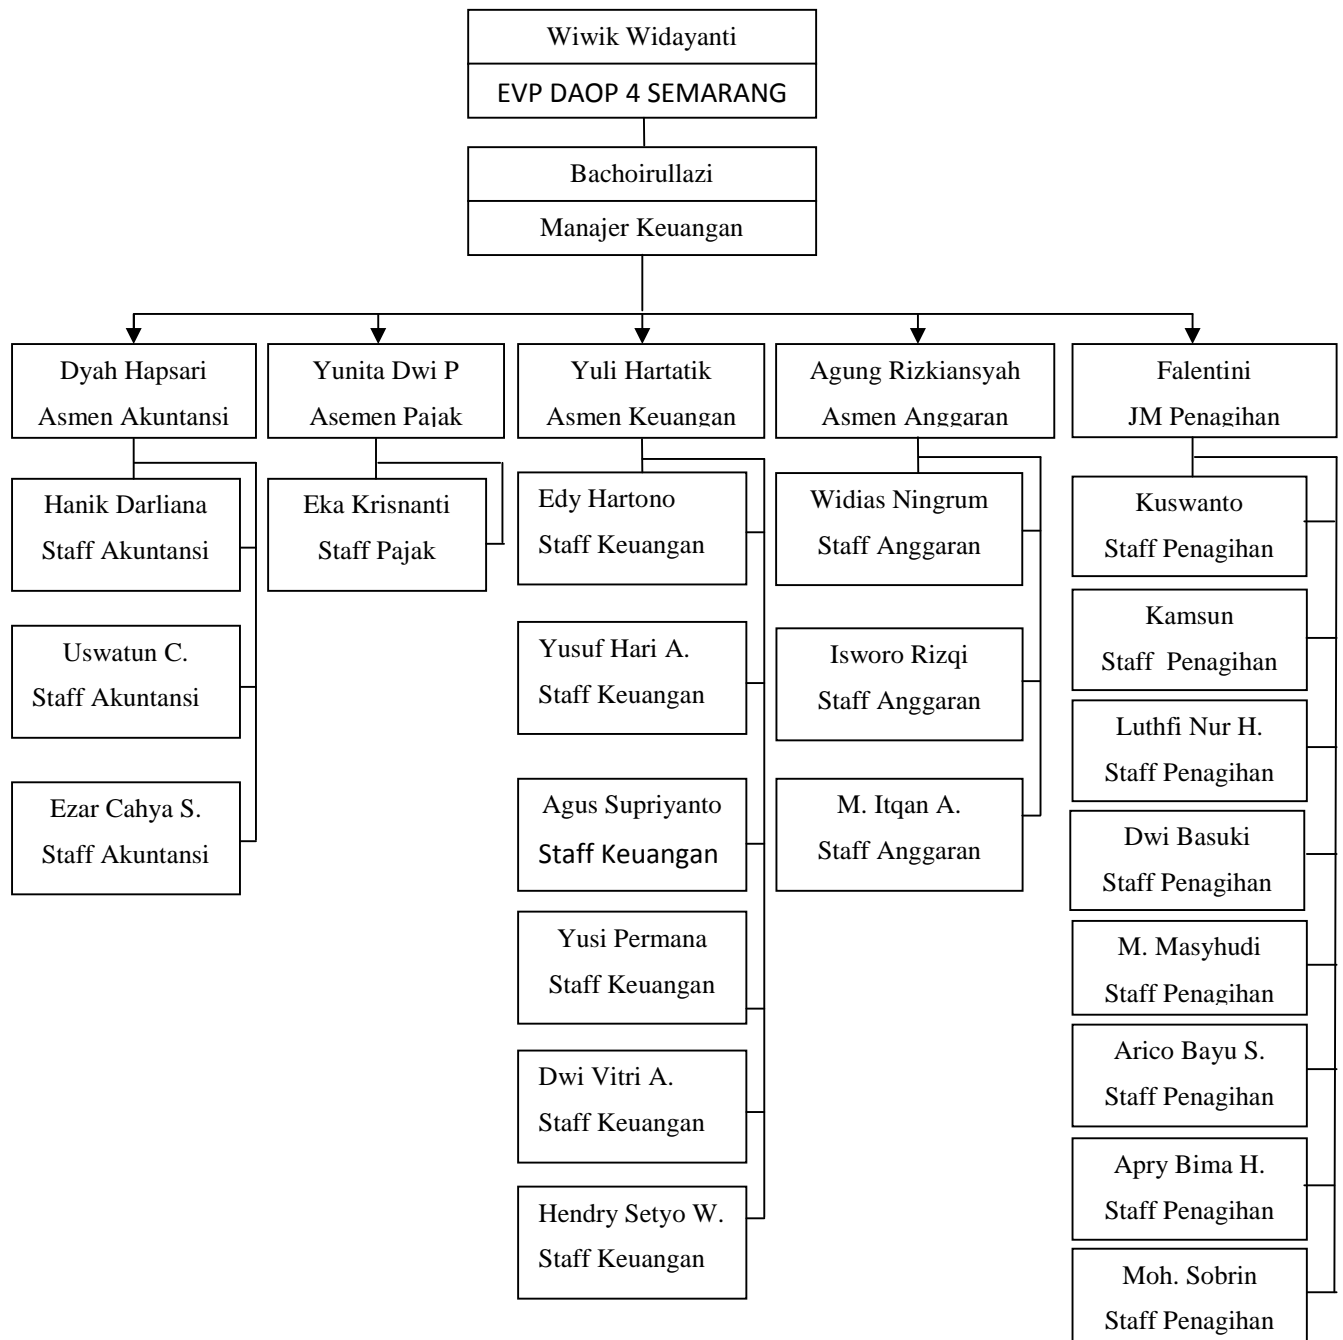 Wiwik Widayanti
EVP DAOP 4 SEMARANG
Bachoirullazi
Manajer Keuangan
Dyah Hapsari
Asmen Akuntansi
Yunita Dwi P
Asemen Pajak
Yuli Hartatik
Asmen Keuangan
Agung Rizkiansyah
Asmen Anggaran
Falentini
JM Penagihan
Hanik Darliana
Staff Akuntansi
Uswatun C.
Staff Akuntansi
Ezar Cahya S.
Staff Akuntansi
Eka Krisnanti
Staff Pajak
Edy Hartono
Staff Keuangan
Yusuf Hari A.
Staff Keuangan
Agus Supriyanto
Staff Keuangan
Yusi Permana
Staff Keuangan
Dwi Vitri A.
Staff Keuangan
Hendry Setyo W.
Staff Keuangan
Widias Ningrum
Staff Anggaran
Isworo Rizqi
Staff Anggaran
M. Itqan A.
Staff Anggaran
Kuswanto
Staff Penagihan
Kamsun
Staff  Penagihan
Luthfi Nur H.
Staff Penagihan
Dwi Basuki
Staff Penagihan
M. Masyhudi
Staff Penagihan
Arico Bayu S.
Staff Penagihan
Apry Bima H.
Staff Penagihan
Moh. Sobrin
Staff Penagihan